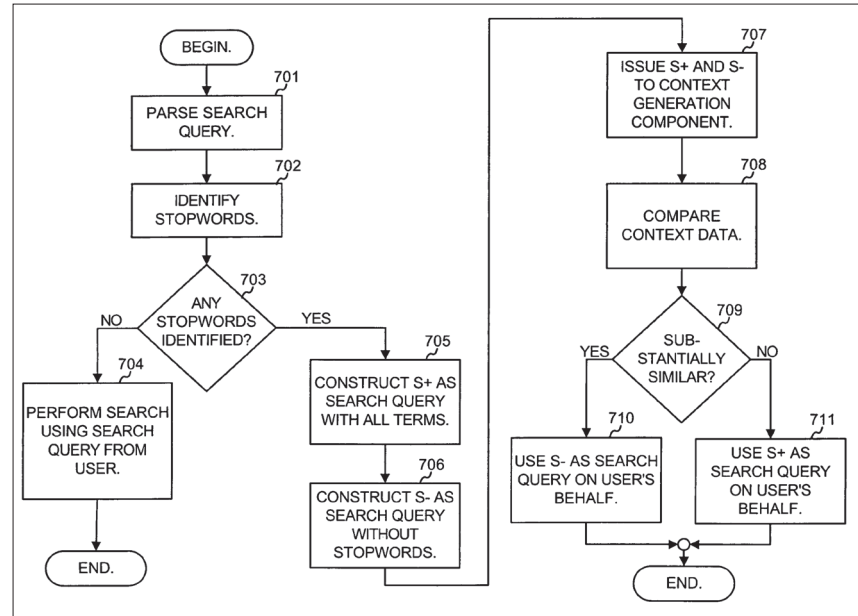 BEGIN.
701
PARSE SEARCH
QUERY.
702
IDENTIFY
STOPWORDS.
703
ANY
STOPWORDS
IDENTIFIED?
NO
YES
704
PERFORM SEARCH
USING SEARCH
QUERY FROM
USER.
END.
705
CONSTRUCT S+ AS
SEARCH QUERY
WITH ALL TERMS.
706
CONSTRUCT S- AS
SEARCH QUERY
WITHOUT
STOPWORDS.
707
ISSUE S+ AND S-
TO CONTEXT
GENERATION
COMPONENT.
708
COMPARE
CONTEXT DATA.
709
SUB-
STANTIALLY
SIMILAR?
YES
NO
710
USE S- AS SEARCH
QUERY ON USER'S
BEHALF.
711
USE S+ AS
SEARCH QUERY
ON USER'S
BEHALF.
END.